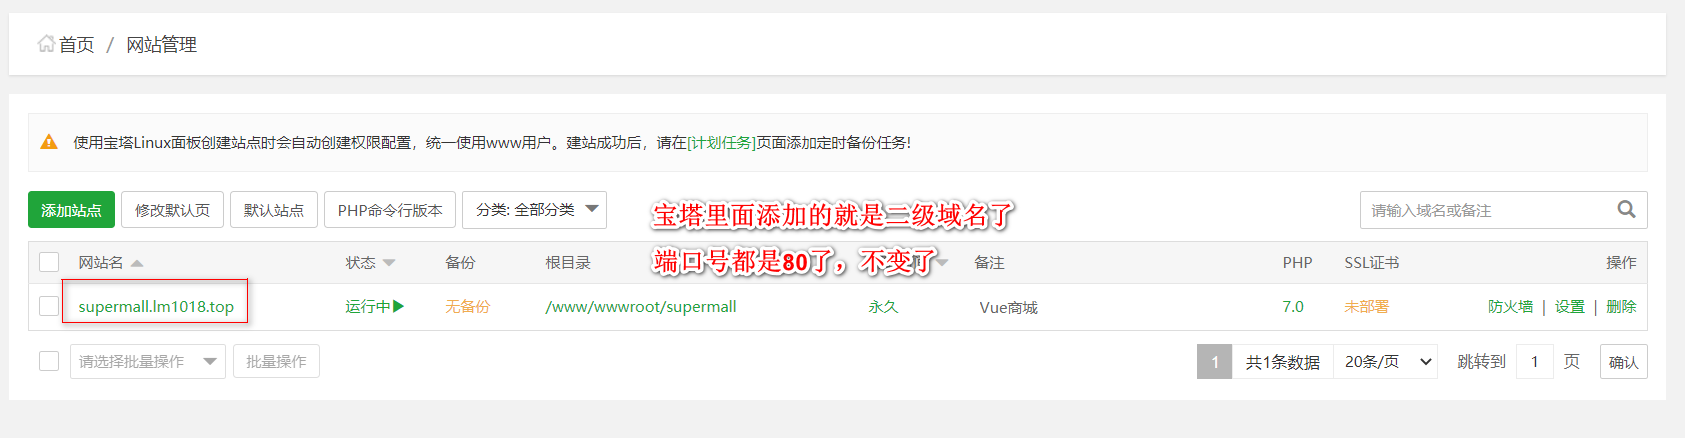 首页 / 网站管理
使用宝塔Linux面板创建站点时会自动创建权限配置，统一使用www用户。建站成功后，请在[计划任务]页面添加定时备份任务!
添加站点 修改默认页 默认站点 PHP命令行版本 分类: 全部分类 请输入域名或备注
宝塔里面添加的就是二级域名了
端口号都是80了，不变了
网站名 状态 备份 根目录 备注 PHP SSL证书 操作
supermall.lm1018.top 运行中 无备份 /www/wwwroot/supermall 永久 Vue商城 7.0 未部署 防火墙 | 设置 | 删除
请选择批量操作 批量操作 1 共1条数据 20条/页 跳转到 1 页 确认